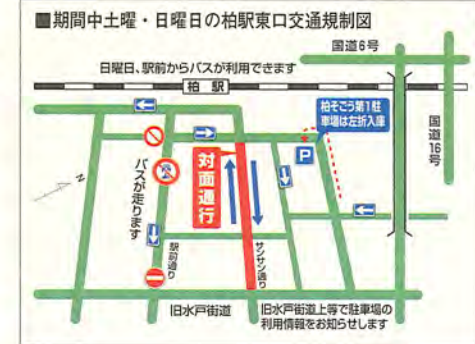 ■期間中土曜・日曜日の柏駅東口交通規制図
国道6号
日曜日、駅前からバスが利用できます
柏駅
柏そごう第1駐
車場は左折入庫
国道16号
P
対面通行
バスが走ります
N
駅前通り
サンサン通り
旧水戸街道
旧水戸街道上等で駐車場の
利用情報をお知らせします